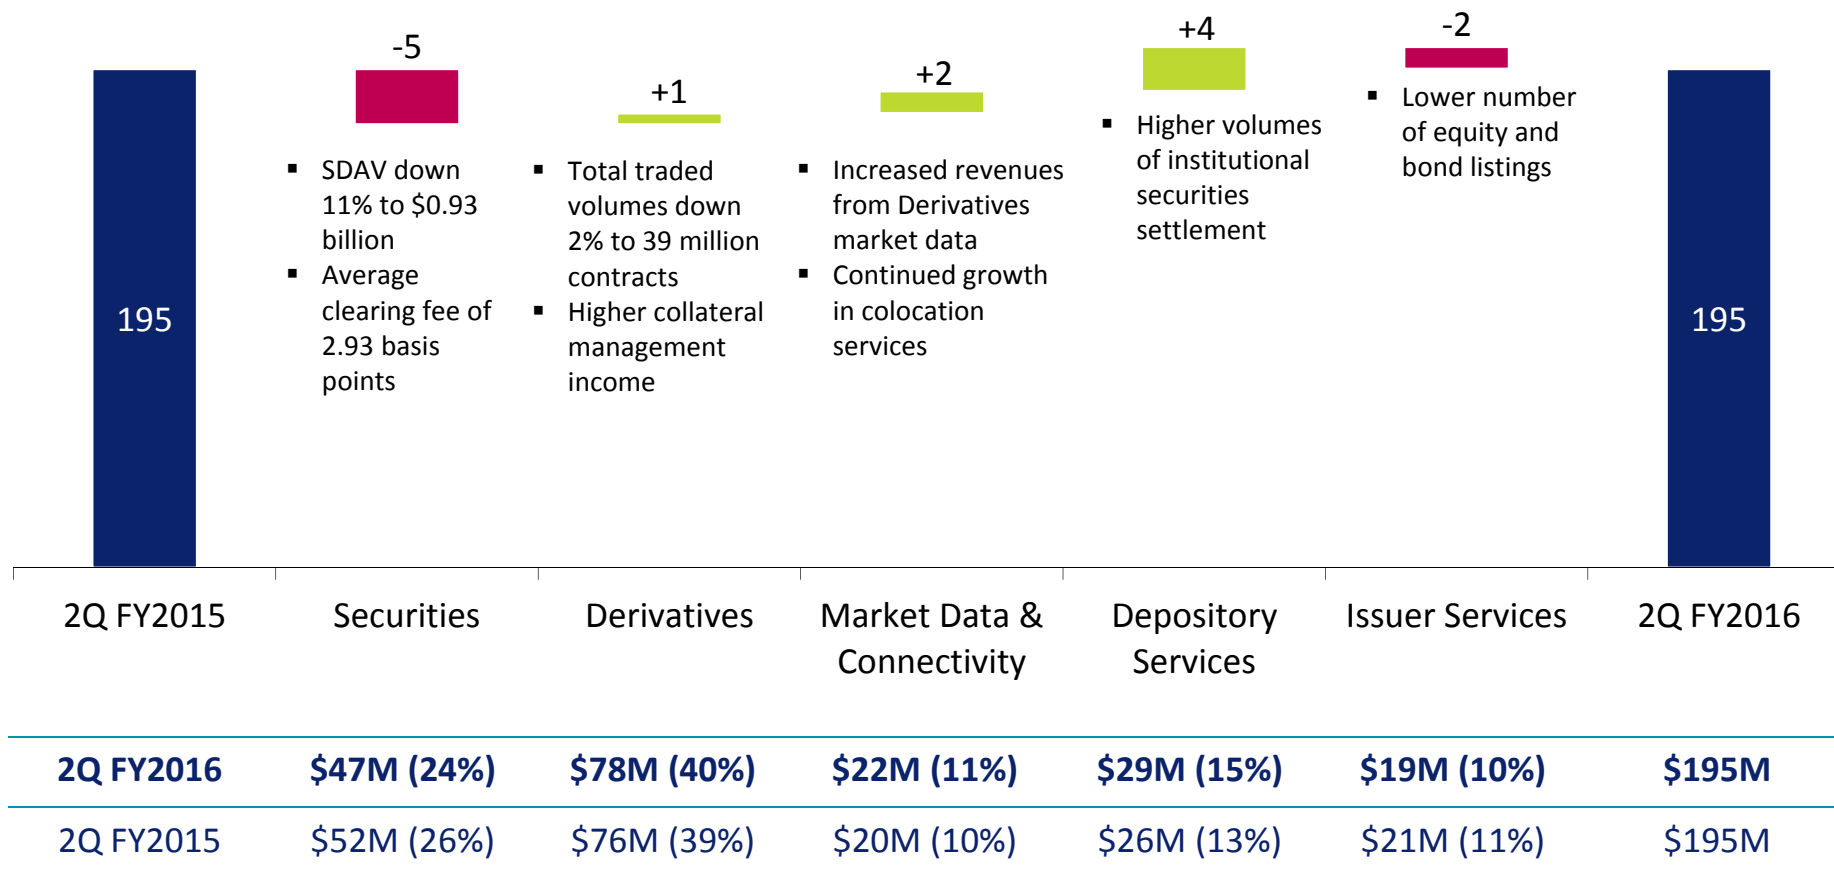 -5
+1
+2
+4
-2
195
▪ SDAV down
11% to $0.93
billion
▪ Average
clearing fee of
2.93 basis
points
▪ Total traded
volumes down
2% to 39 million
contracts
▪ Higher collateral
management
income
▪ Increased revenues
from Derivatives
market data
▪ Continued growth
in colocation
services
▪ Higher volumes
of institutional
securities
settlement
▪ Lower number
of equity and
bond listings
195
2Q FY2015
Securities
Derivatives
Market Data &
Connectivity
Depository
Services
Issuer Services
2Q FY2016
2Q FY2016 $47M (24%) $78M (40%) $22M (11%) $29M (15%) $19M (10%) $195M
2Q FY2015 $52M (26%) $76M (39%) $20M (10%) $26M (13%) $21M (11%) $195M